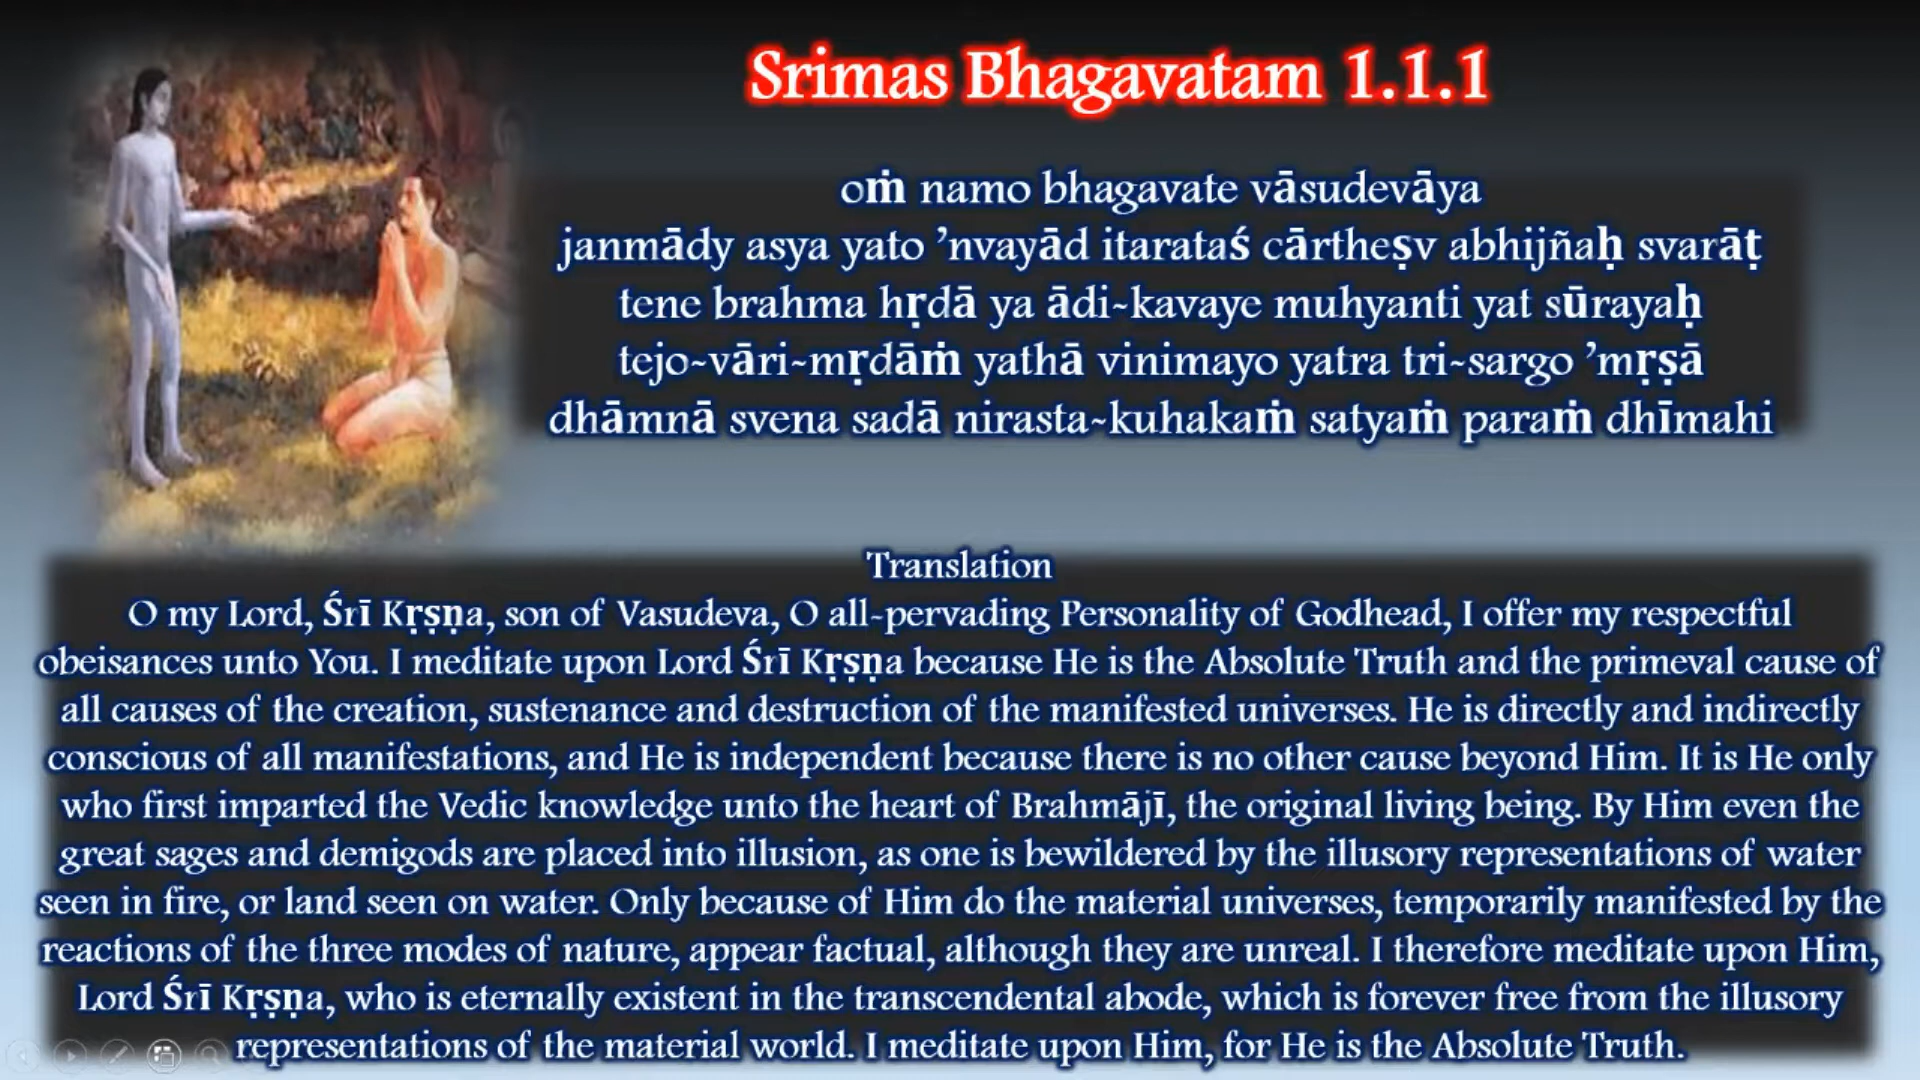 Srimas Bhagavatam 1.1.1
oṁ namo bhagavate vāsudevāya
janmādy asya yato ’nvayād itarataś cārtheṣv abhijñaḥ svarāṭ
tene brahma hṛdā ya ādi-kavaye muhyanti yat sūrayaḥ
tejo-vāri-mṛdāṁ yathā vinimayo yatra tri-sargo ’mṛṣā
dhāmnā svena sadā nirasta-kuhakaṁ satyaṁ paraṁ dhīmahi
Translation
O my Lord, Śrī Kṛṣṇa, son of Vasudeva, O all-pervading Personality of Godhead, I offer my respectful
obeisances unto You. I meditate upon Lord Śrī Kṛṣṇa because He is the Absolute Truth and the primeval cause of
all causes of the creation, sustenance and destruction of the manifested universes. He is directly and indirectly
conscious of all manifestations, and He is independent because there is no other cause beyond Him. It is He only
who first imparted the Vedic knowledge unto the heart of Brahmājī, the original living being. By Him even the
great sages and demigods are placed into illusion, as one is bewildered by the illusory representations of water
seen in fire, or land seen on water. Only because of Him do the material universes, temporarily manifested by the
reactions of the three modes of nature, appear factual, although they are unreal. I therefore meditate upon Him,
Lord Śrī Kṛṣṇa, who is eternally existent in the transcendental abode, which is forever free from the illusory
representations of the material world. I meditate upon Him, for He is the Absolute Truth.